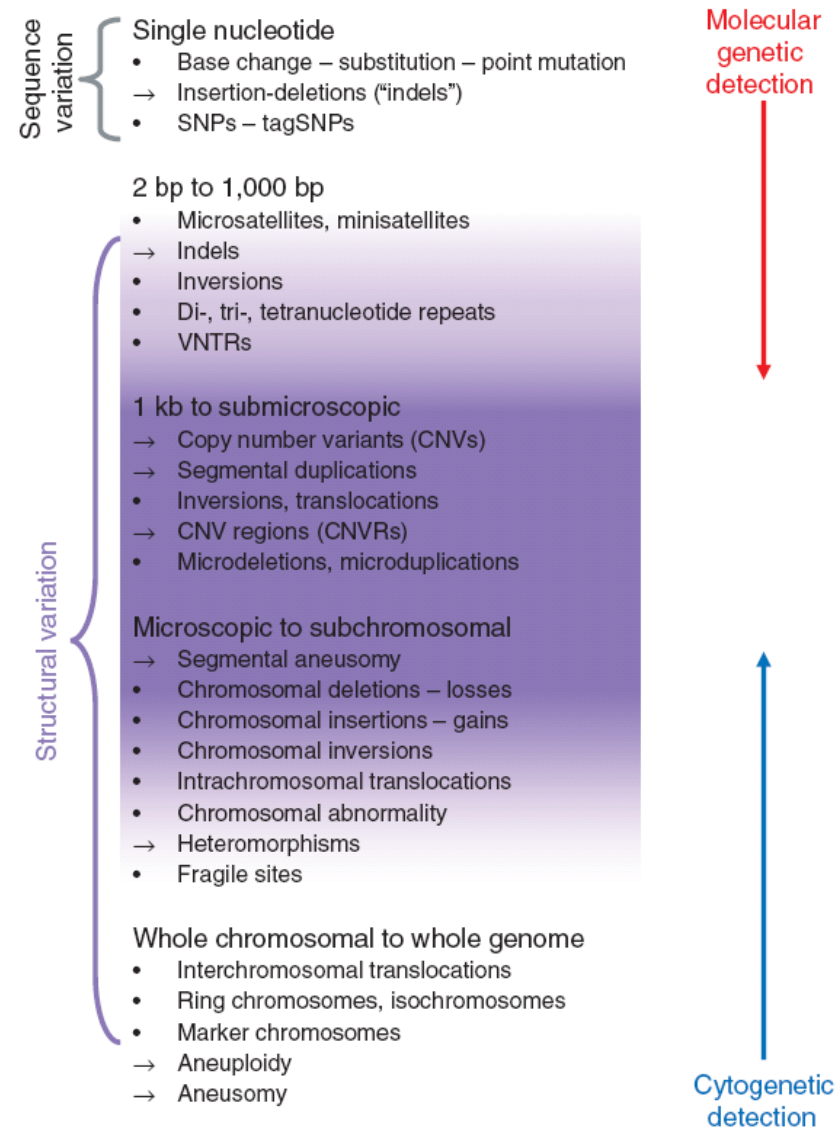 Sequence
variation
Single nucleotide
• Base change – substitution – point mutation
→ Insertion-deletions (“indels”)
• SNPs – tagSNPs
Molecular
genetic
detection
2 bp to 1,000 bp
• Microsatellites, minisatellites
→ Indels
• Inversions
• Di-, tri-, tetranucleotide repeats
• VNTRs
Structural variation
1 kb to submicroscopic
→ Copy number variants (CNVs)
→ Segmental duplications
• Inversions, translocations
→ CNV regions (CNVRs)
• Microdeletions, microduplications
Microscopic to subchromosomal
→ Segmental aneusomy
• Chromosomal deletions – losses
• Chromosomal insertions – gains
• Chromosomal inversions
• Intrachromosomal translocations
• Chromosomal abnormality
→ Heteromorphisms
• Fragile sites
Whole chromosomal to whole genome
• Interchromosomal translocations
• Ring chromosomes, isochromosomes
• Marker chromosomes
→ Aneuploidy
→ Aneusomy
Cytogenetic
detection